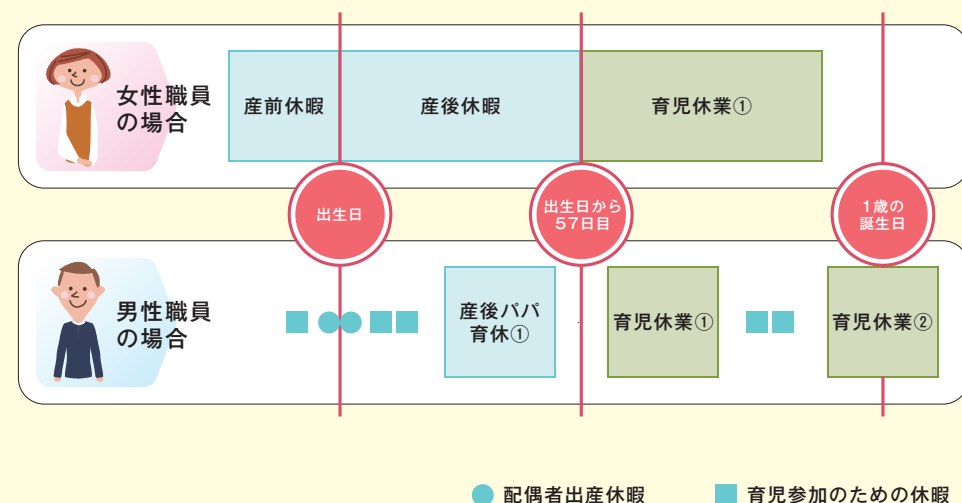 女性職員
の場合
産前休暇
産後休暇
育児休業①
出生日
出生日から
57日目
1歳の
誕生日
男性職員
の場合
産後パパ
育休①
育児休業①
育児休業②
配偶者出産休暇
育児参加のための休暇